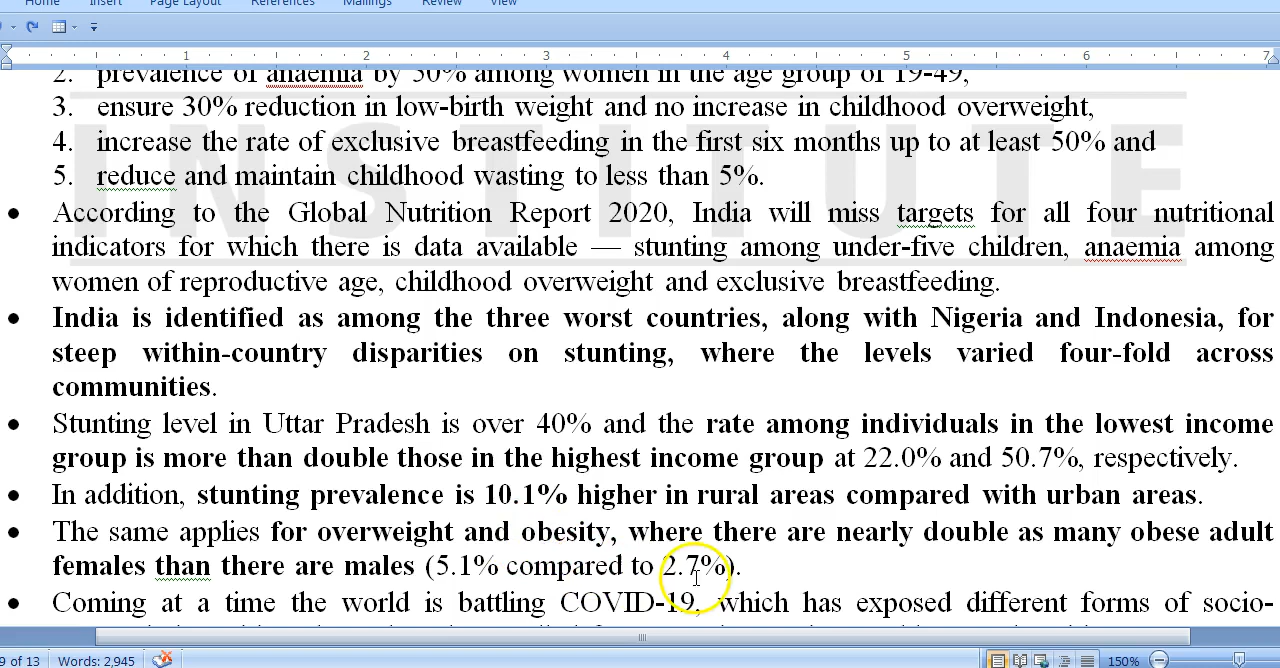 Home Insert Page Layout References Mailings Review View
1 2 3 4 5 6 7
2. prevalence of anaemia by 50% among women in the age group of 19-49,
3. ensure 30% reduction in low-birth weight and no increase in childhood overweight,
4. increase the rate of exclusive breastfeeding in the first six months up to at least 50% and
5. reduce and maintain childhood wasting to less than 5%.
INSTITUTE
• According to the Global Nutrition Report 2020, India will miss targets for all four nutritional
indicators for which there is data available — stunting among under-five children, anaemia among
women of reproductive age, childhood overweight and exclusive breastfeeding.
• India is identified as among the three worst countries, along with Nigeria and Indonesia, for
steep within-country disparities on stunting, where the levels varied four-fold across
communities.
• Stunting level in Uttar Pradesh is over 40% and the rate among individuals in the lowest income
group is more than double those in the highest income group at 22.0% and 50.7%, respectively.
• In addition, stunting prevalence is 10.1% higher in rural areas compared with urban areas.
• The same applies for overweight and obesity, where there are nearly double as many obese adult
females than there are males (5.1% compared to 2.7%).
• Coming at a time the world is battling COVID-19, which has exposed different forms of socio-
9 of 13 Words: 2,945 150%